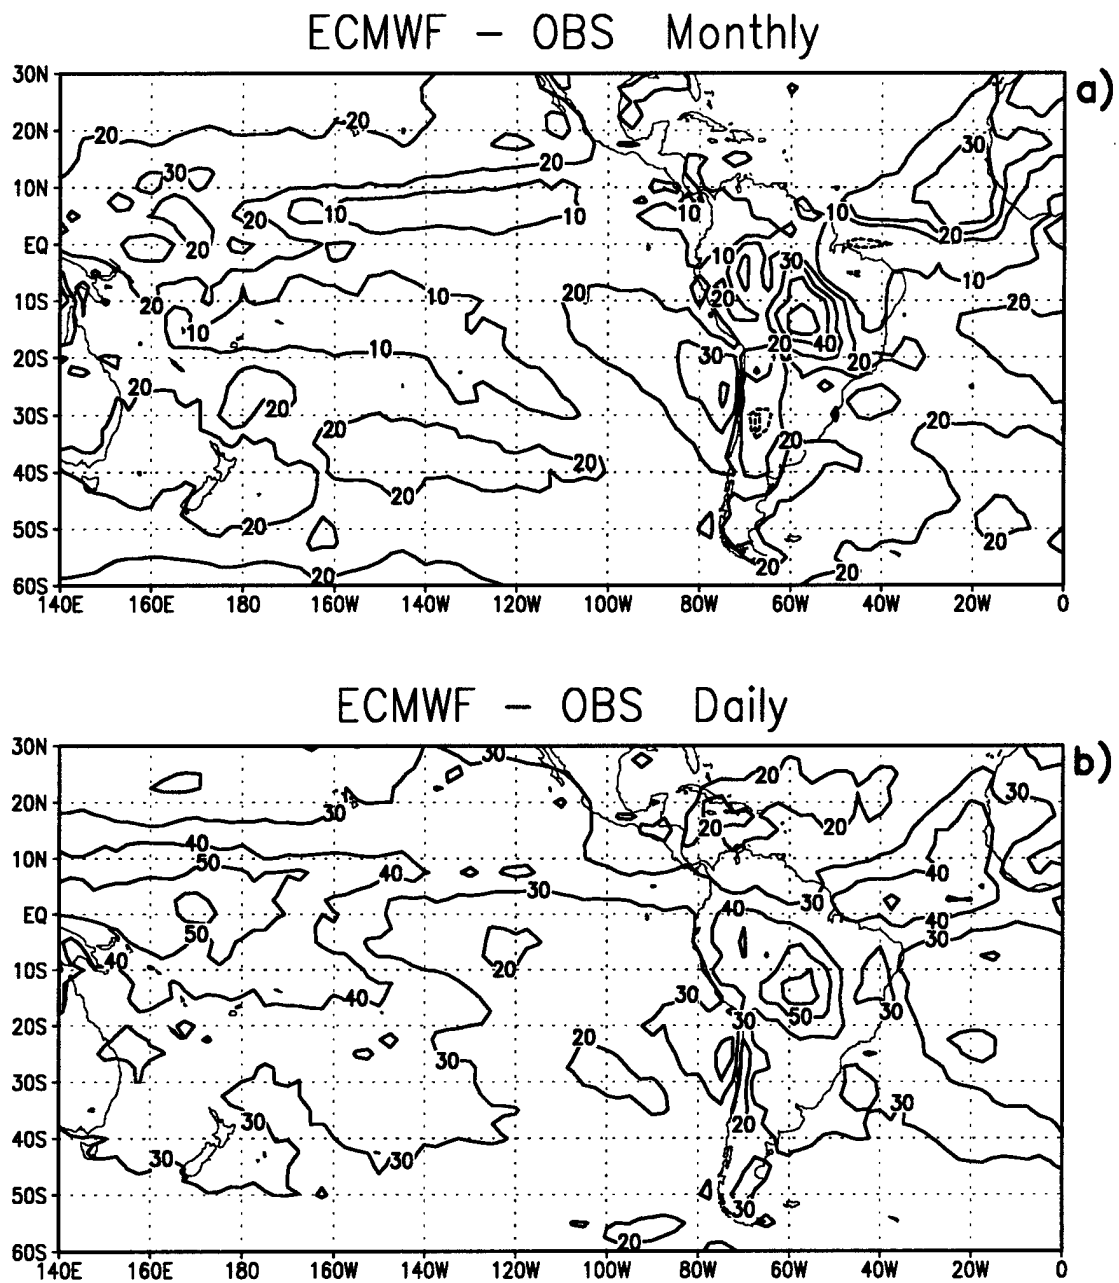 ECMWF – OBS Monthly
a)
30N
20N
10N
EQ
10S
20S
30S
40S
50S
60S
20 20 30 20
30 20 10 10 10 10 20
20 10 30 10
20 10 20 20 20
10 10 30 20 40 20
20 20 20 20 20
20 20
20 20 20 20 20
140E 160E 180 160W 140W 120W 100W 80W 60W 40W 20W 0
ECMWF – OBS Daily
b)
30N
20N
10N
EQ
10S
20S
30S
40S
50S
60S
30 20 30
30 20 20
40 50 40 30 40
50 40 30 40 30
40 20
40 30 50 30
30 20 30
30 20 30
30 30 30
20
140E 160E 180 160W 140W 120W 100W 80W 60W 40W 20W 0